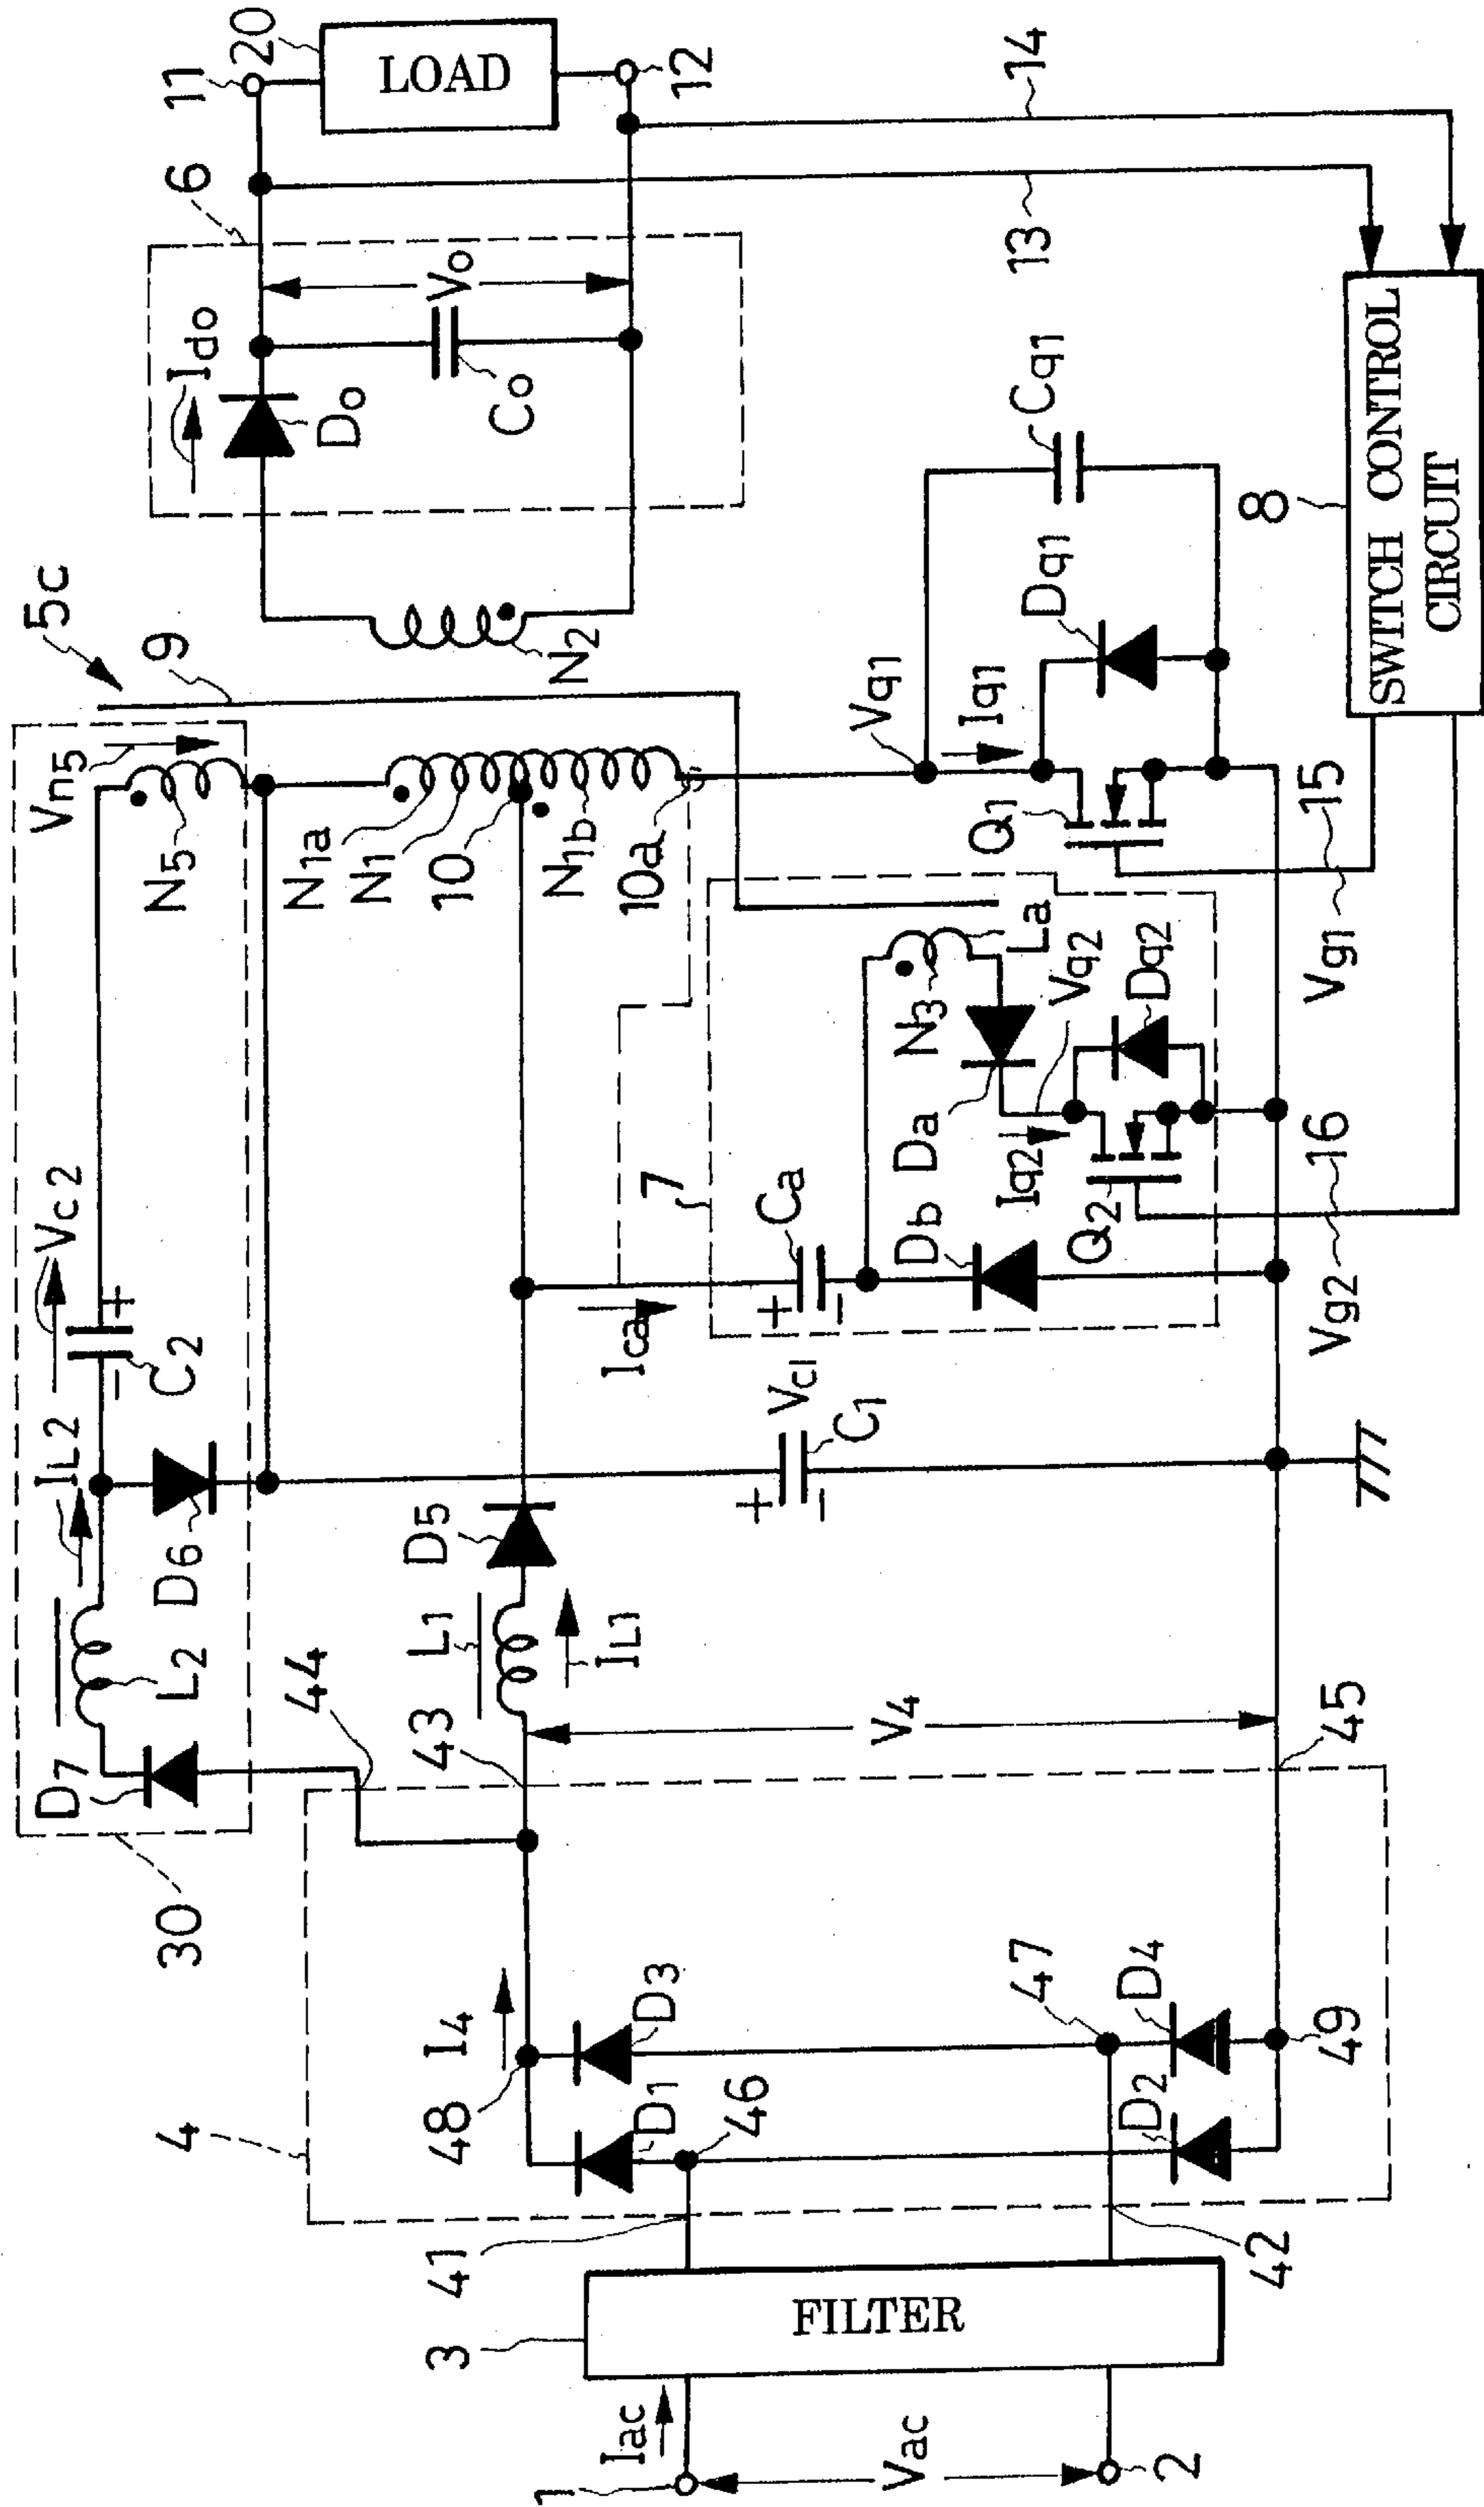 5c
9
20
11
6
Ido
Do
Vo
Co
LOAD
12
N2
14
13
Vc2
Vn5
N5
C2
IL2
D6
L2
D7
30
44
N1a
N1
10
N1b
10a
D5
L1
IL1
43
V4
45
Vq1
Iq1
Dq1
Cq1
Q1
8
SWITCH CONTROL
CIRCUIT
15
Vg1
16
Vg2
7
Ca
Ica
Db
Da
N3
La
Vq2
Dq2
Iq2
Q2
Vc1
C1
+
-
+
-
+
-
4
48
I4
D3
D1
46
47
D4
D2
49
41
42
3
FILTER
Iac
1
Vac
2